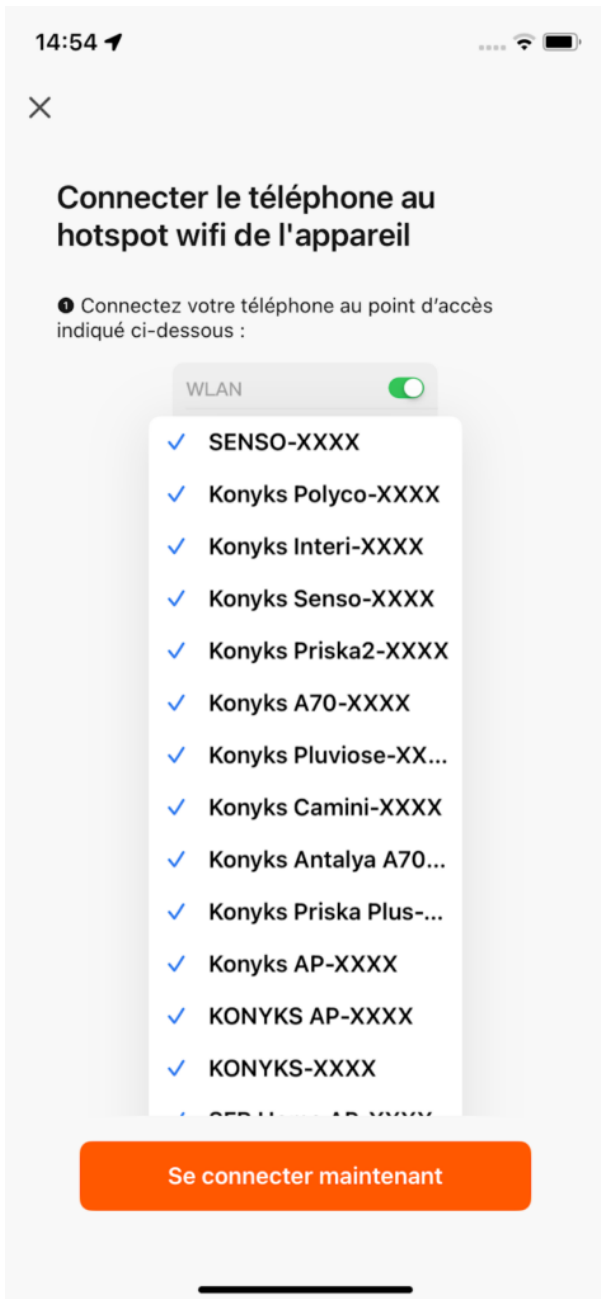 14:54
Connecter le téléphone au
hotspot wifi de l'appareil
❶ Connectez votre téléphone au point d’accès
indiqué ci-dessous :
WLAN
SENSO-XXXX
Konyks Polyco-XXXX
Konyks Interi-XXXX
Konyks Senso-XXXX
Konyks Priska2-XXXX
Konyks A70-XXXX
Konyks Pluviose-XX...
Konyks Camini-XXXX
Konyks Antalya A70...
Konyks Priska Plus-...
Konyks AP-XXXX
KONYKS AP-XXXX
KONYKS-XXXX
Se connecter maintenant